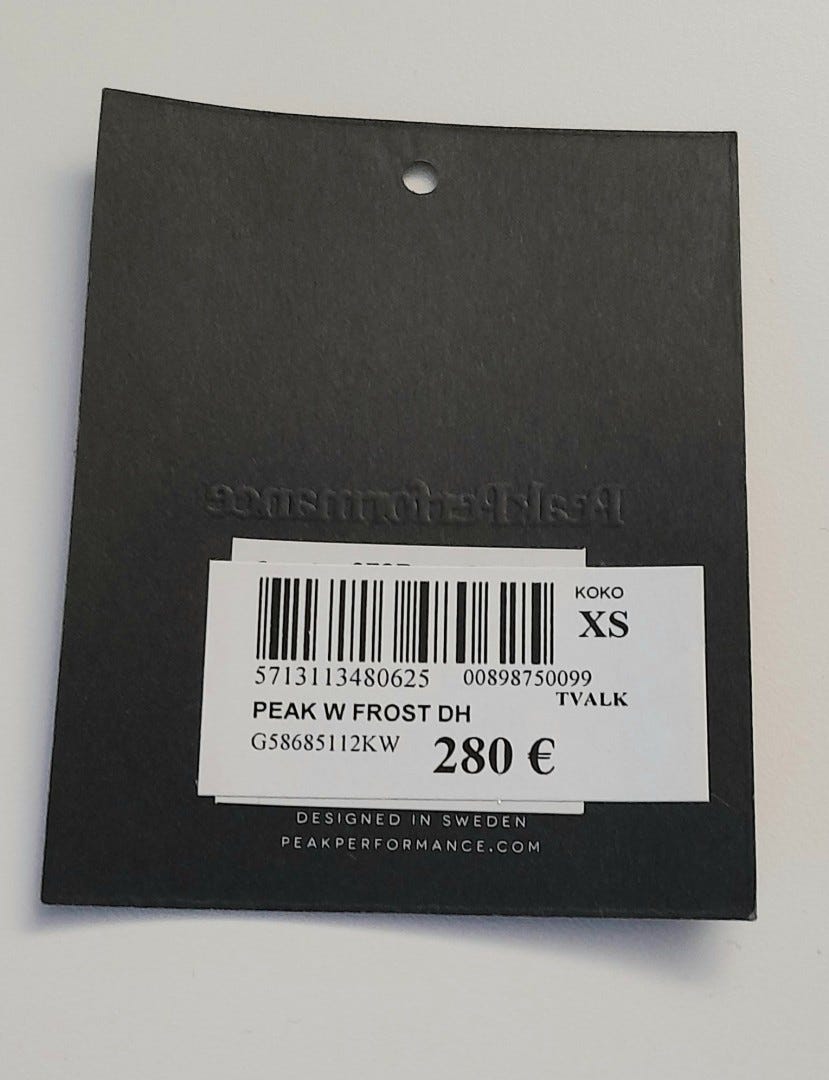 PeakPerformance
KOKO
XS
5713113480625 00898750099
TVALK
PEAK W FROST DH
G58685112KW 280 €
DESIGNED IN SWEDEN
PEAKPERFORMANCE.COM